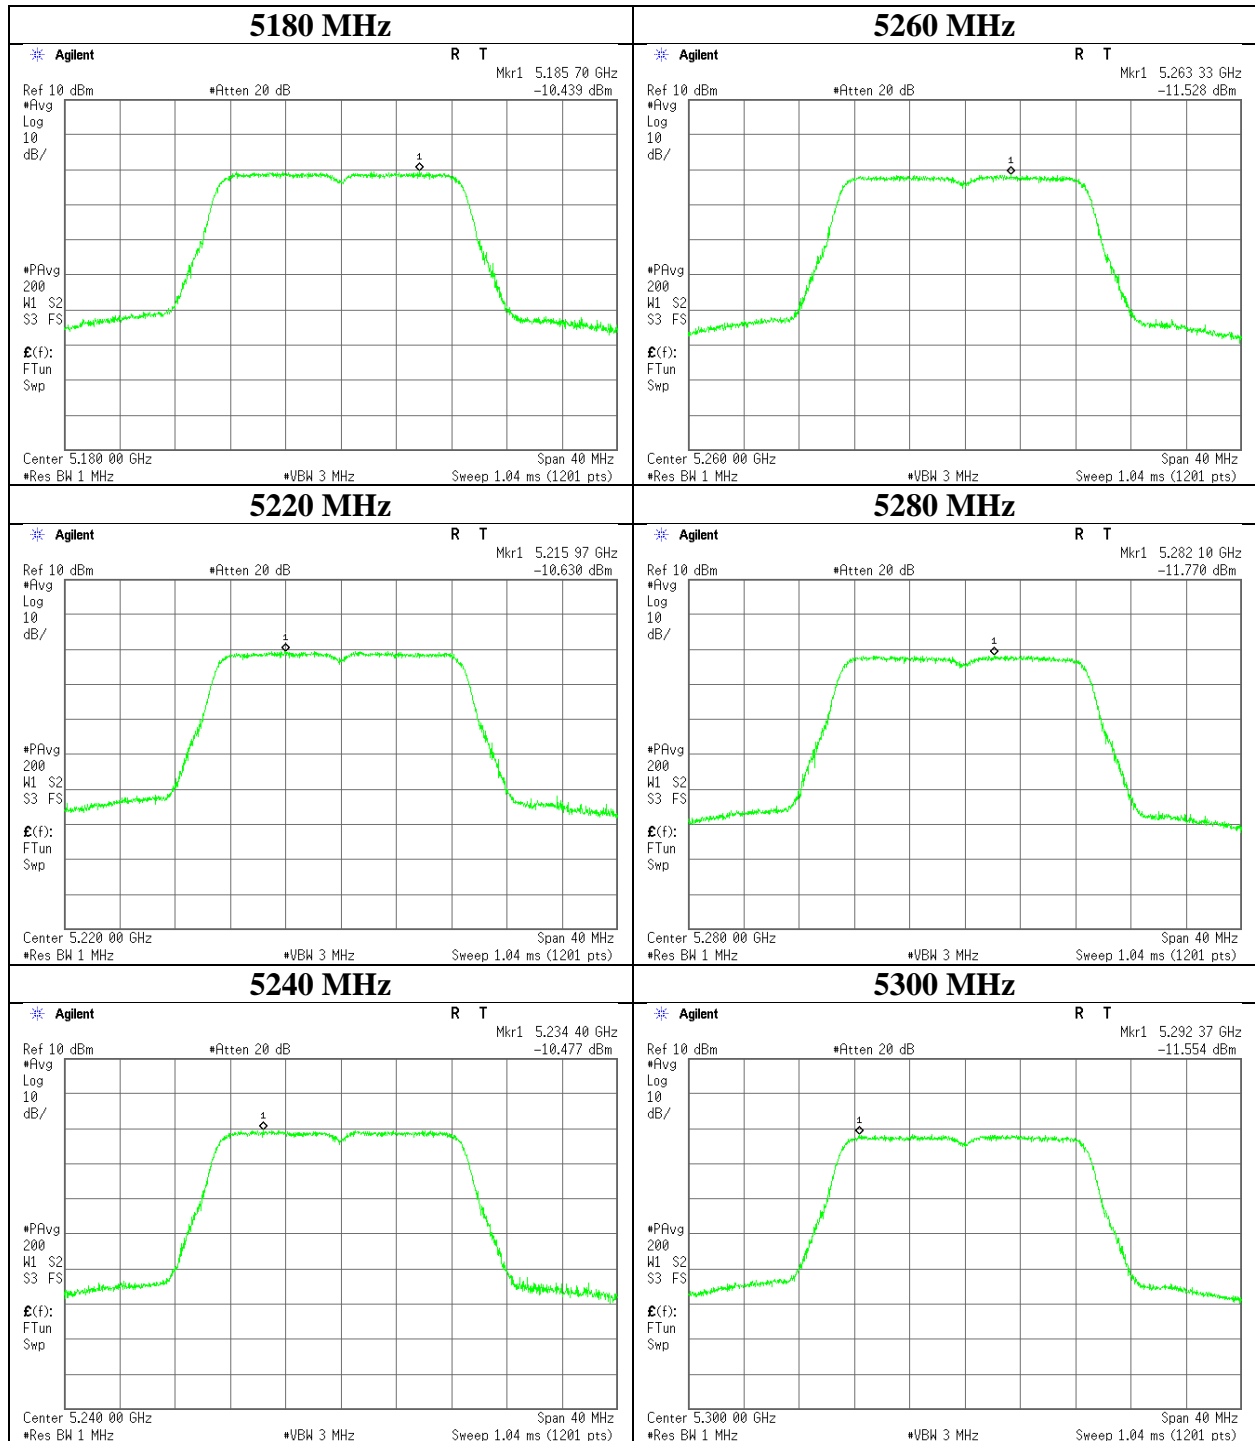 5180 MHz
Agilent R T
Mkr1 5.185 70 GHz
Ref 10 dBm #Atten 20 dB -10.439 dBm
#Avg
Log
10
dB/
1
#PAvg
200
W1 S2
S3 FS
£(f):
FTun
Swp
Center 5.180 00 GHz Span 40 MHz
#Res BW 1 MHz #VBW 3 MHz Sweep 1.04 ms (1201 pts)
5260 MHz
Agilent R T
Mkr1 5.263 33 GHz
Ref 10 dBm #Atten 20 dB -11.528 dBm
#Avg
Log
10
dB/
1
#PAvg
200
W1 S2
S3 FS
£(f):
FTun
Swp
Center 5.260 00 GHz Span 40 MHz
#Res BW 1 MHz #VBW 3 MHz Sweep 1.04 ms (1201 pts)
5220 MHz
Agilent R T
Mkr1 5.215 97 GHz
Ref 10 dBm #Atten 20 dB -10.630 dBm
#Avg
Log
10
dB/
1
#PAvg
200
W1 S2
S3 FS
£(f):
FTun
Swp
Center 5.220 00 GHz Span 40 MHz
#Res BW 1 MHz #VBW 3 MHz Sweep 1.04 ms (1201 pts)
5280 MHz
Agilent R T
Mkr1 5.282 10 GHz
Ref 10 dBm #Atten 20 dB -11.770 dBm
#Avg
Log
10
dB/
1
#PAvg
200
W1 S2
S3 FS
£(f):
FTun
Swp
Center 5.280 00 GHz Span 40 MHz
#Res BW 1 MHz #VBW 3 MHz Sweep 1.04 ms (1201 pts)
5240 MHz
Agilent R T
Mkr1 5.234 40 GHz
Ref 10 dBm #Atten 20 dB -10.477 dBm
#Avg
Log
10
dB/
1
#PAvg
200
W1 S2
S3 FS
£(f):
FTun
Swp
Center 5.240 00 GHz Span 40 MHz
#Res BW 1 MHz #VBW 3 MHz Sweep 1.04 ms (1201 pts)
5300 MHz
Agilent R T
Mkr1 5.292 37 GHz
Ref 10 dBm #Atten 20 dB -11.554 dBm
#Avg
Log
10
dB/
1
#PAvg
200
W1 S2
S3 FS
£(f):
FTun
Swp
Center 5.300 00 GHz Span 40 MHz
#Res BW 1 MHz #VBW 3 MHz Sweep 1.04 ms (1201 pts)